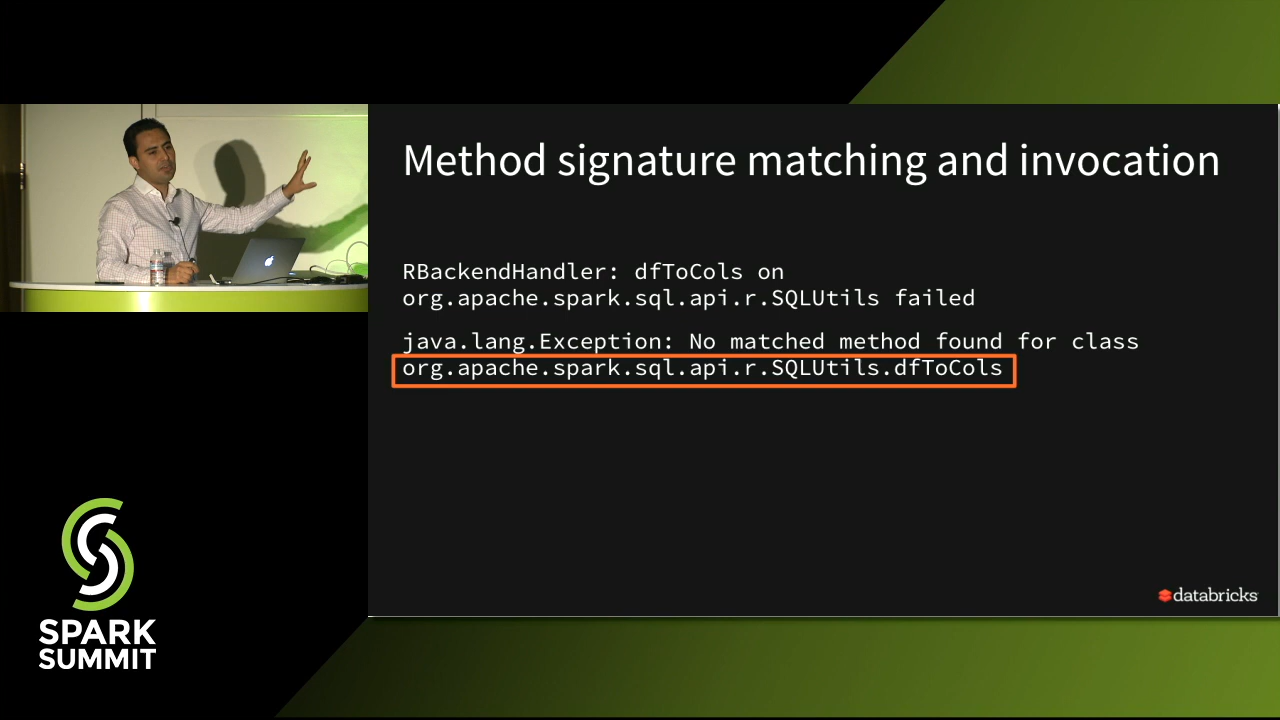 Method signature matching and invocation
RBackendHandler: dfToCols on
org.apache.spark.sql.api.r.SQLUtils failed
java.lang.Exception: No matched method found for class
org.apache.spark.sql.api.r.SQLUtils.dfToCols
databricks
SPARK
SUMMIT